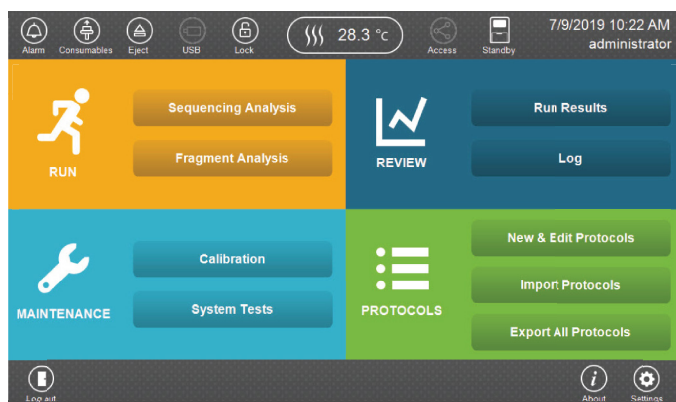 7/9/2019 10:22 AM
28.3 °c
administrator
Alarm Consumables Eject USB Lock Access Standby
Sequencing Analysis
Fragment Analysis
RUN
Run Results
Log
REVIEW
Calibration
System Tests
MAINTENANCE
New & Edit Protocols
Import Protocols
Export All Protocols
PROTOCOLS
Log out
i
About Settings